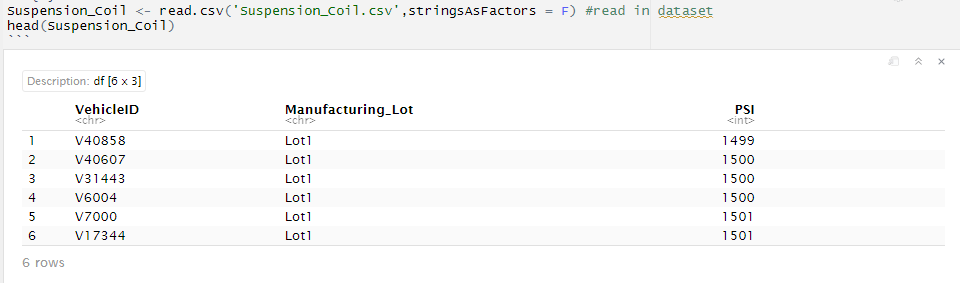 Suspension_Coil <- read.csv('Suspension_Coil.csv',stringsAsFactors = F) #read in dataset
head(Suspension_Coil)
```
Description: df [6 x 3]
VehicleID Manufacturing_Lot PSI
<chr> <chr> <int>
1 V40858 Lot1 1499
2 V40607 Lot1 1500
3 V31443 Lot1 1500
4 V6004 Lot1 1500
5 V7000 Lot1 1501
6 V17344 Lot1 1501
6 rows